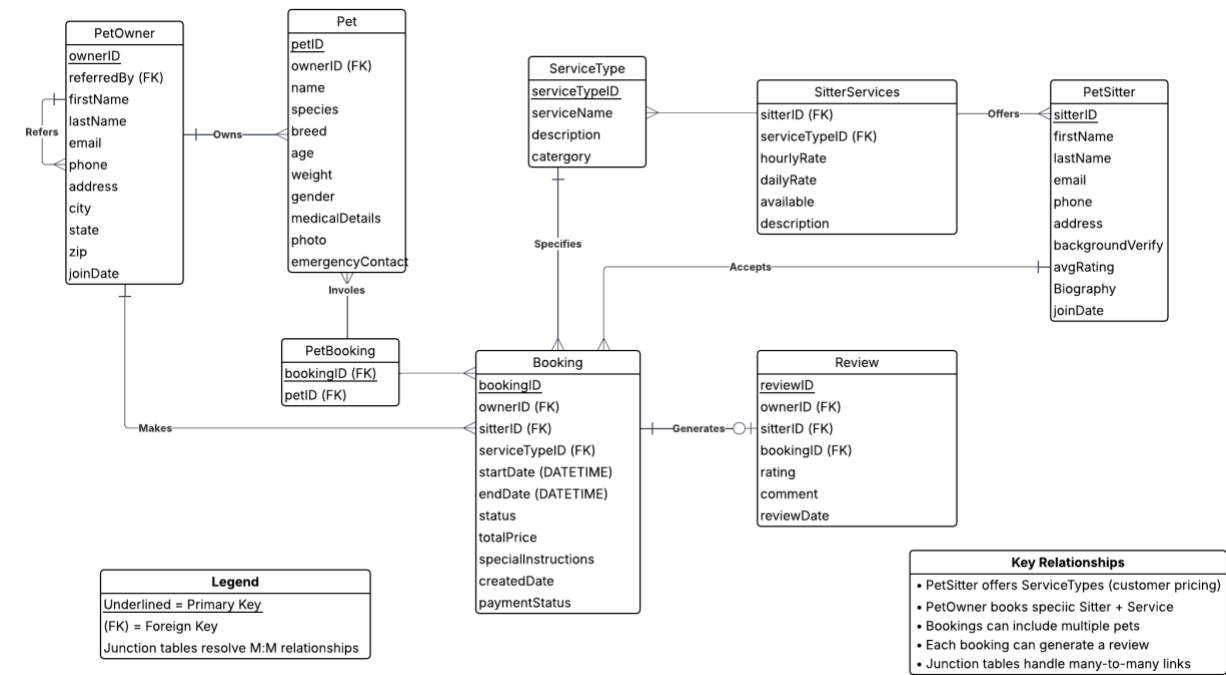 PetOwner
ownerID
referredBy (FK)
firstName
lastName
email
phone
address
city
state
zip
joinDate
Refers
Owns
Pet
petID
ownerID (FK)
name
species
breed
age
weight
gender
medicalDetails
photo
emergencyContact
Involes
PetBooking
bookingID (FK)
petID (FK)
Makes
ServiceType
serviceTypeID
serviceName
description
catergory
Specifies
SitterServices
sitterID (FK)
serviceTypeID (FK)
hourlyRate
dailyRate
available
description
Offers
PetSitter
sitterID
firstName
lastName
email
phone
address
backgroundVerify
avgRating
Biography
joinDate
Accepts
Booking
bookingID
ownerID (FK)
sitterID (FK)
serviceTypeID (FK)
startDate (DATETIME)
endDate (DATETIME)
status
totalPrice
specialInstructions
createdDate
paymentStatus
Generates
Review
reviewID
ownerID (FK)
sitterID (FK)
bookingID (FK)
rating
comment
reviewDate
Legend
Underlined = Primary Key
(FK) = Foreign Key
Junction tables resolve M:M relationships
Key Relationships
• PetSitter offers ServiceTypes (customer pricing)
• PetOwner books speciic Sitter + Service
• Bookings can include multiple pets
• Each booking can generate a review
• Junction tables handle many-to-many links